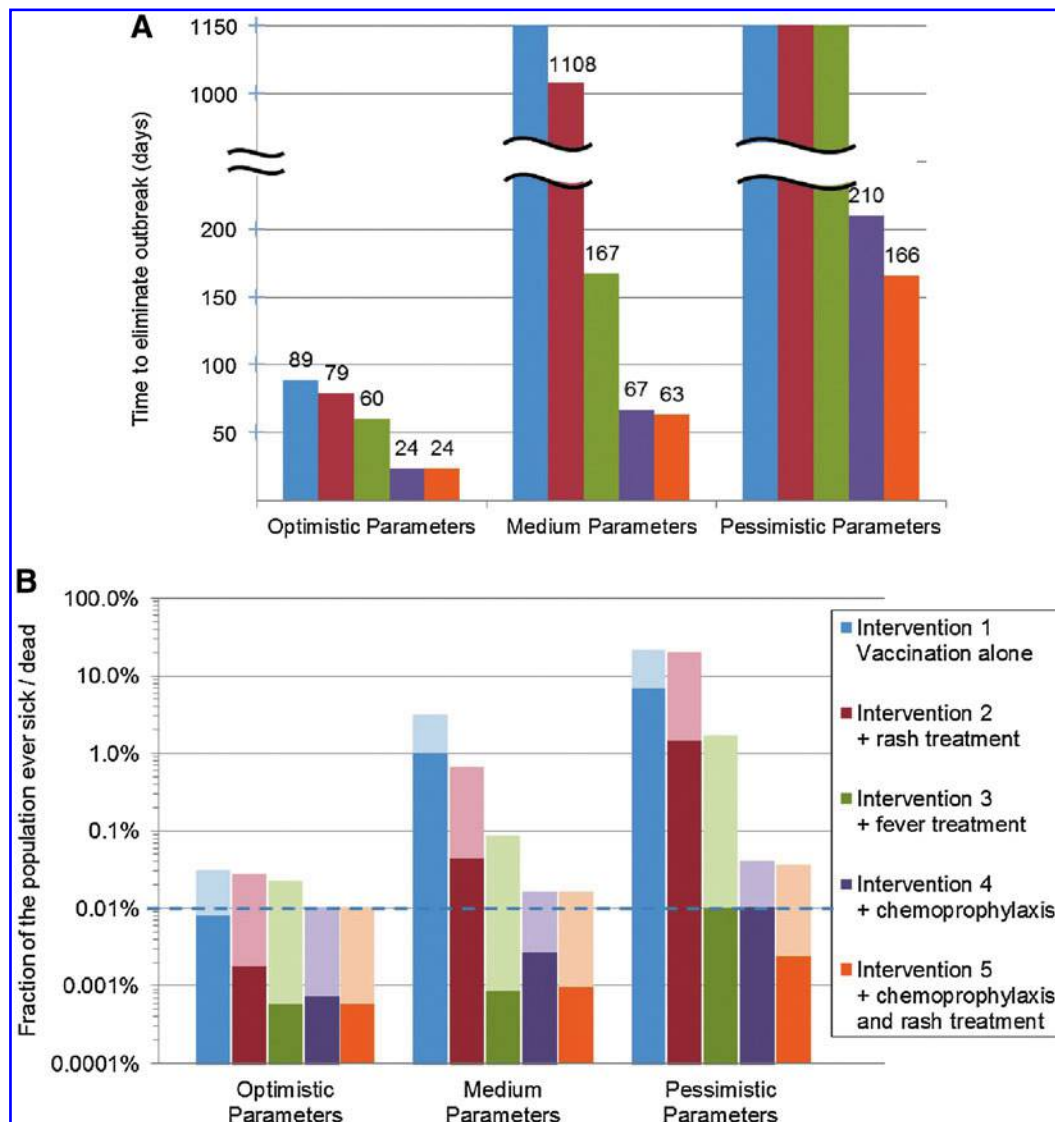 A
Time to eliminate outbreak (days)
1150
1000
200
150
100
50
89
79
60
24
24
1108
167
67
63
210
166
Optimistic Parameters
Medium Parameters
Pessimistic Parameters
B
Fraction of the population ever sick / dead
100.0%
10.0%
1.0%
0.1%
0.01%
0.001%
0.0001%
Optimistic
Parameters
Medium
Parameters
Pessimistic
Parameters
Intervention 1
Vaccination alone
Intervention 2
+ rash treatment
Intervention 3
+ fever treatment
Intervention 4
+ chemoprophylaxis
Intervention 5
+ chemoprophylaxis
and rash treatment